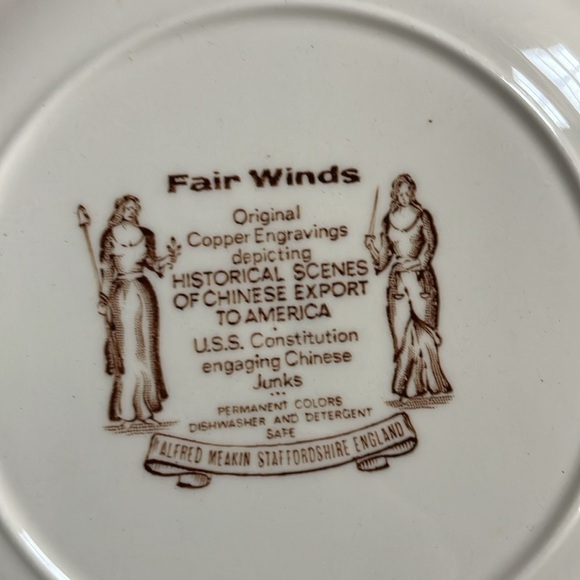 Fair Winds
Original
Copper Engravings
depicting
HISTORICAL SCENES
OF CHINESE EXPORT
TO AMERICA
U.S.S. Constitution
engaging Chinese
Junks
PERMANENT COLORS
DISHWASHER AND DETERGENT
SAFE
ALFRED MEAKIN STAFFORDSHIRE ENGLAND